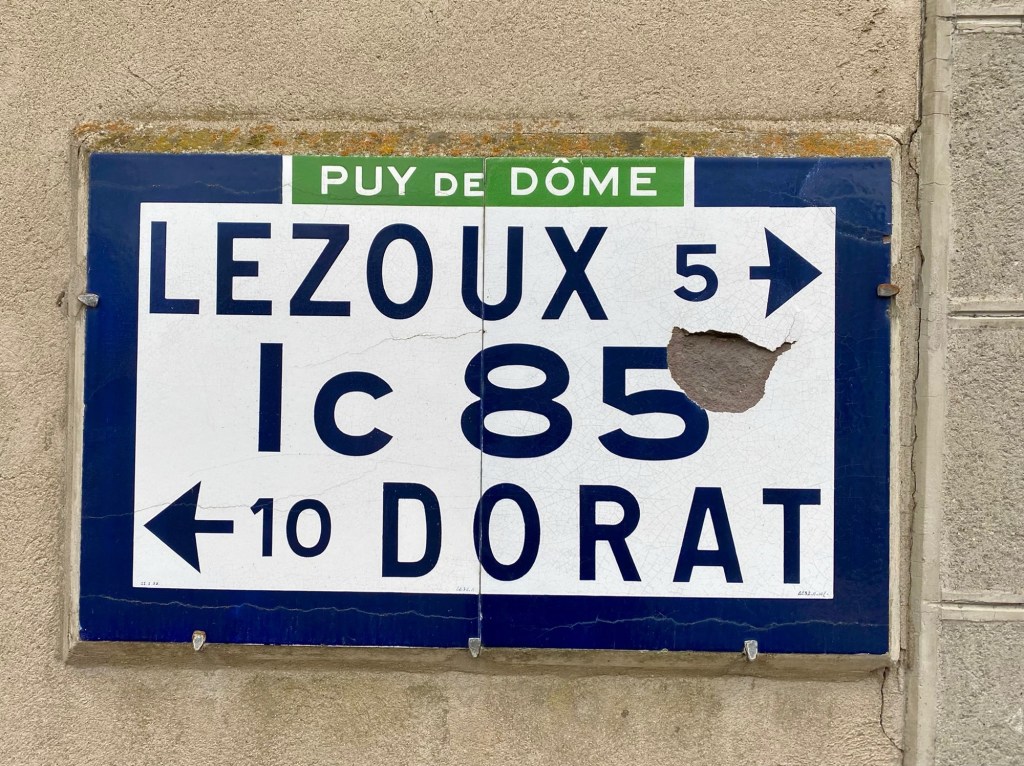 PUY DE DÔME
LEZOUX 5
Ic 85
10 DORAT